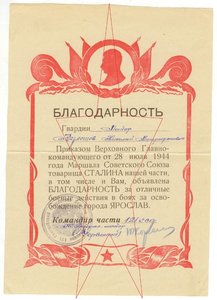 БЛАГОДАРНОСТЬ
Гвардии Майор
Приказом Верховного Главно-
командующего от 28 июля 1944
года Маршала Советского Союза
товарища СТАЛИНА нашей части,
в том числе и Вам, объявлена
БЛАГОДАРНОСТЬ за отличные
боевые действия в боях за осво-
бождение города ЯРОСЛАВ.
Командир части